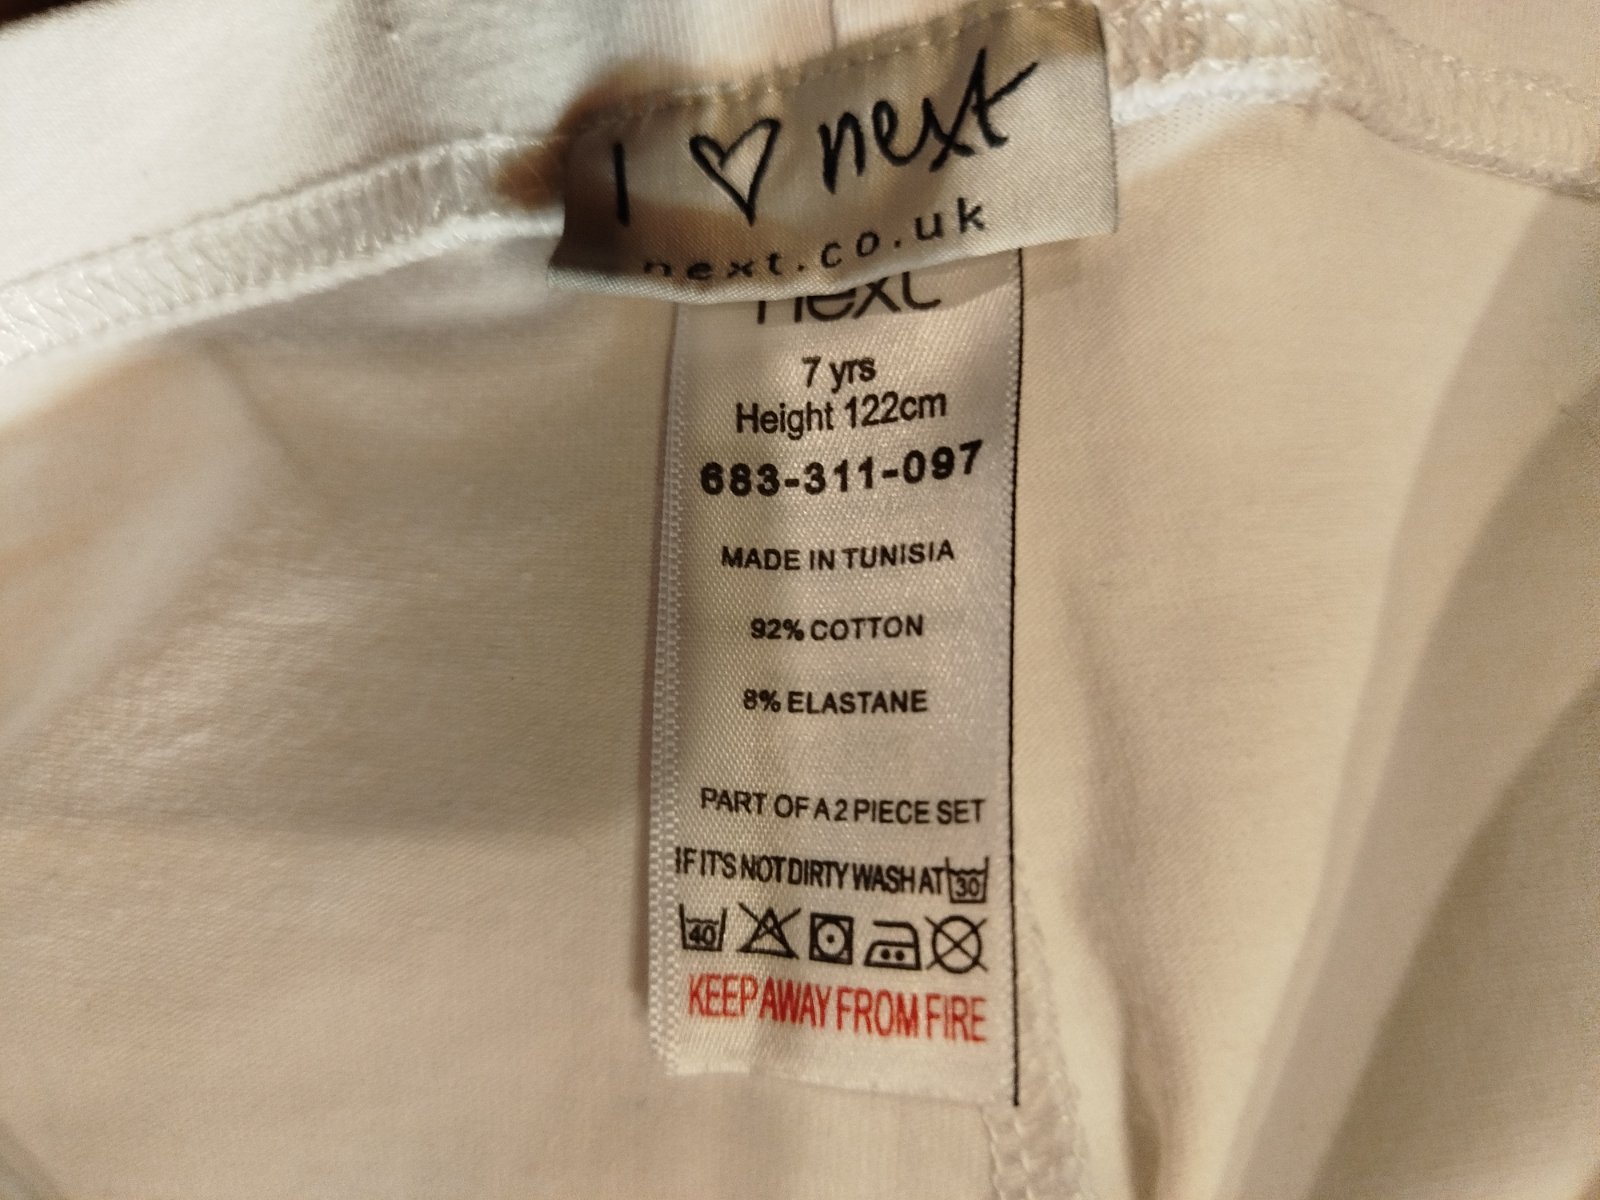 I ♡ next
next.co.uk
next
7 yrs
Height 122cm
683-311-097
MADE IN TUNISIA
92% COTTON
8% ELASTANE
PART OF A 2 PIECE SET
IF IT'S NOT DIRTY WASH AT 30
40
KEEP AWAY FROM FIRE